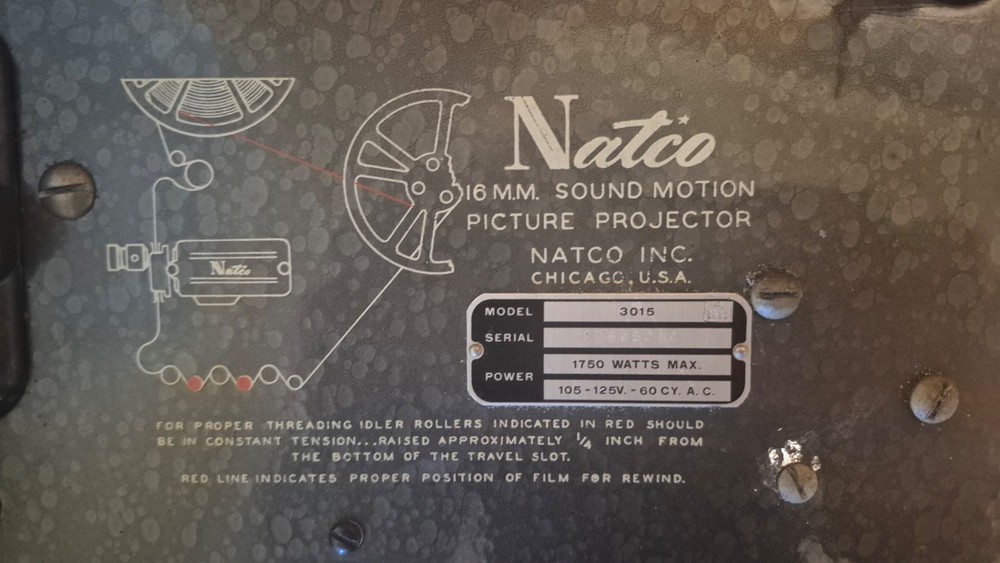 Natco
16 M.M. SOUND MOTION
PICTURE PROJECTOR
NATCO INC.
CHICAGO, U.S.A.
Natco
MODEL 3015
SERIAL
POWER
1750 WATTS MAX.
105-125V. - 60 CY. A. C.
FOR PROPER THREADING IDLER ROLLERS INDICATED IN RED SHOULD
BE IN CONSTANT TENSION...RAISED APPROXIMATELY 1/4 INCH FROM
THE BOTTOM OF THE TRAVEL SLOT.
RED LINE INDICATES PROPER POSITION OF FILM FOR REWIND.